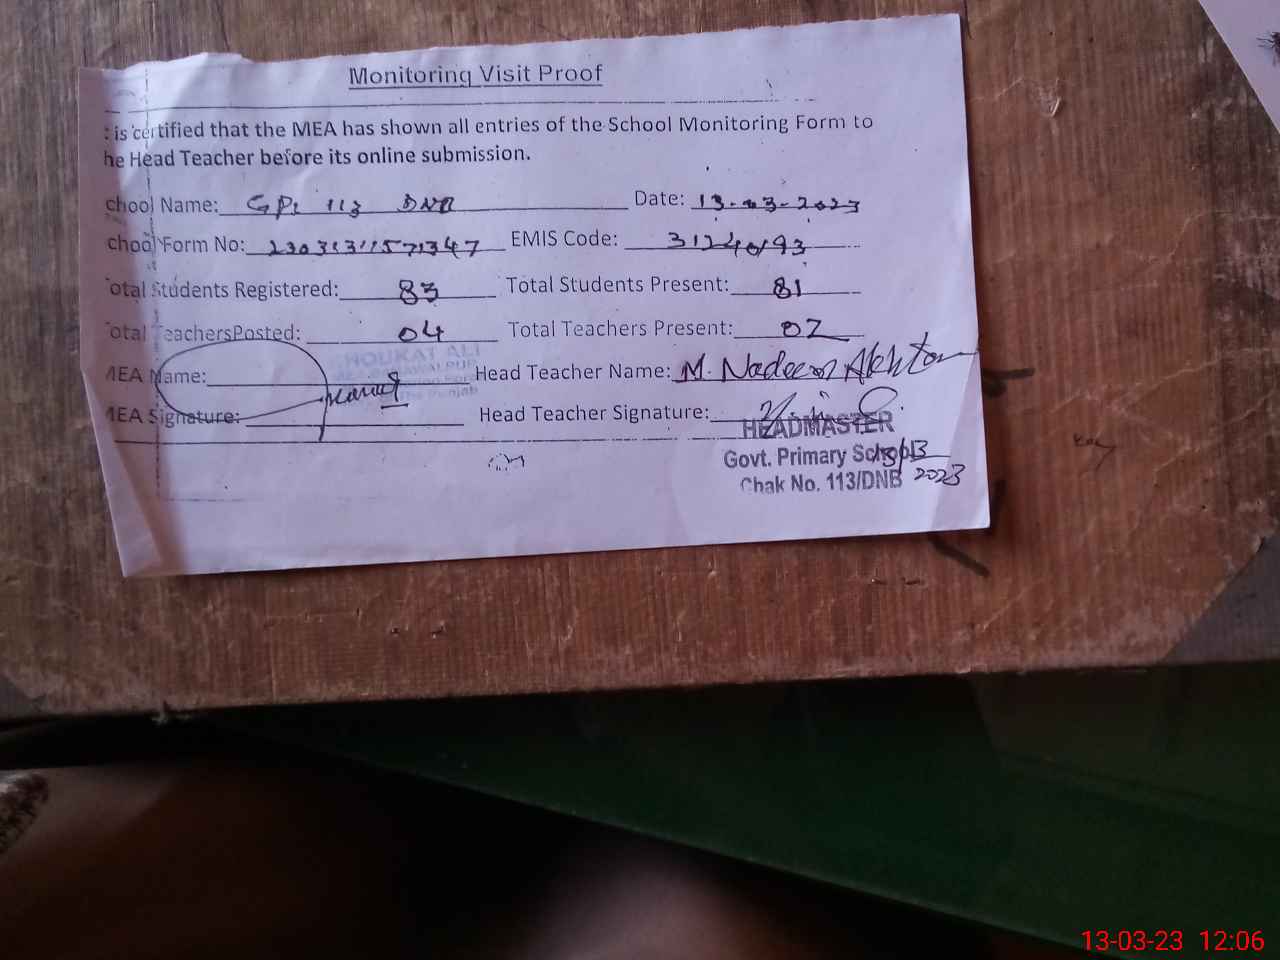 Monitoring Visit Proof
: is certified that the MEA has shown all entries of the School Monitoring Form to
he Head Teacher before its online submission.
chool Name: GPS 113 DNB Date: 13-03-2023
chool Form No: EMIS Code: 31240193
otal Students Registered: 83 Total Students Present: 81
otal TeachersPosted: 04 Total Teachers Present: 02
MEA Name: SHOUKAT ALI Head Teacher Name: M. Nadeem Akhtar
MEA Signature: Head Teacher Signature:
HEADMASTER
Govt. Primary School
Chak No. 113/DNB 2023
13-03-23 12:06